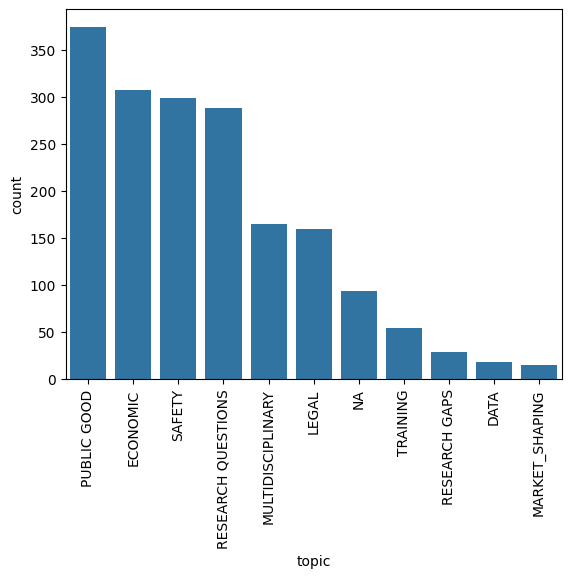 350
300
250
200
150
100
50
0
count
PUBLIC GOOD
ECONOMIC
SAFETY
RESEARCH QUESTIONS
MULTIDISCIPLINARY
LEGAL
NA
TRAINING
RESEARCH GAPS
DATA
MARKET_SHAPING
topic